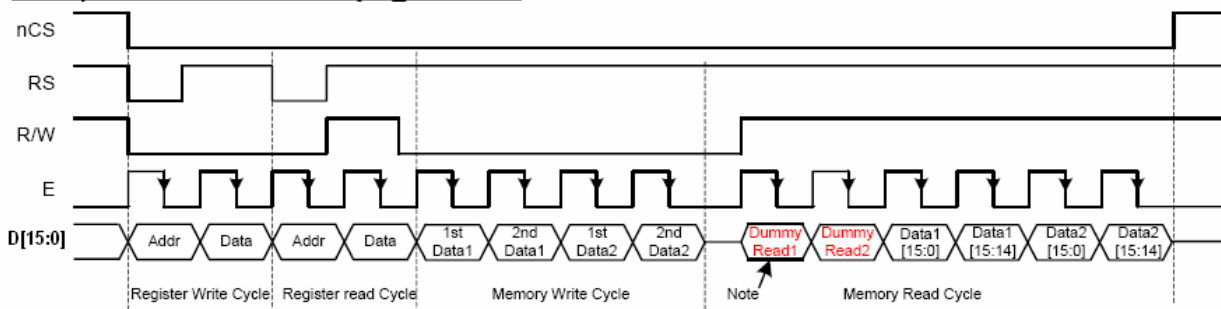 nCS
RS
R/W
E
D[15:0]
Addr
Data
Addr
Data
1st
Data1
2nd
Data1
1st
Data2
2nd
Data2
Dummy
Read1
Dummy
Read2
Data1
[15:0]
Data1
[15:14]
Data2
[15:0]
Data2
[15:14]
Register Write Cycle
Register read Cycle
Memory Write Cycle
Note
Memory Read Cycle